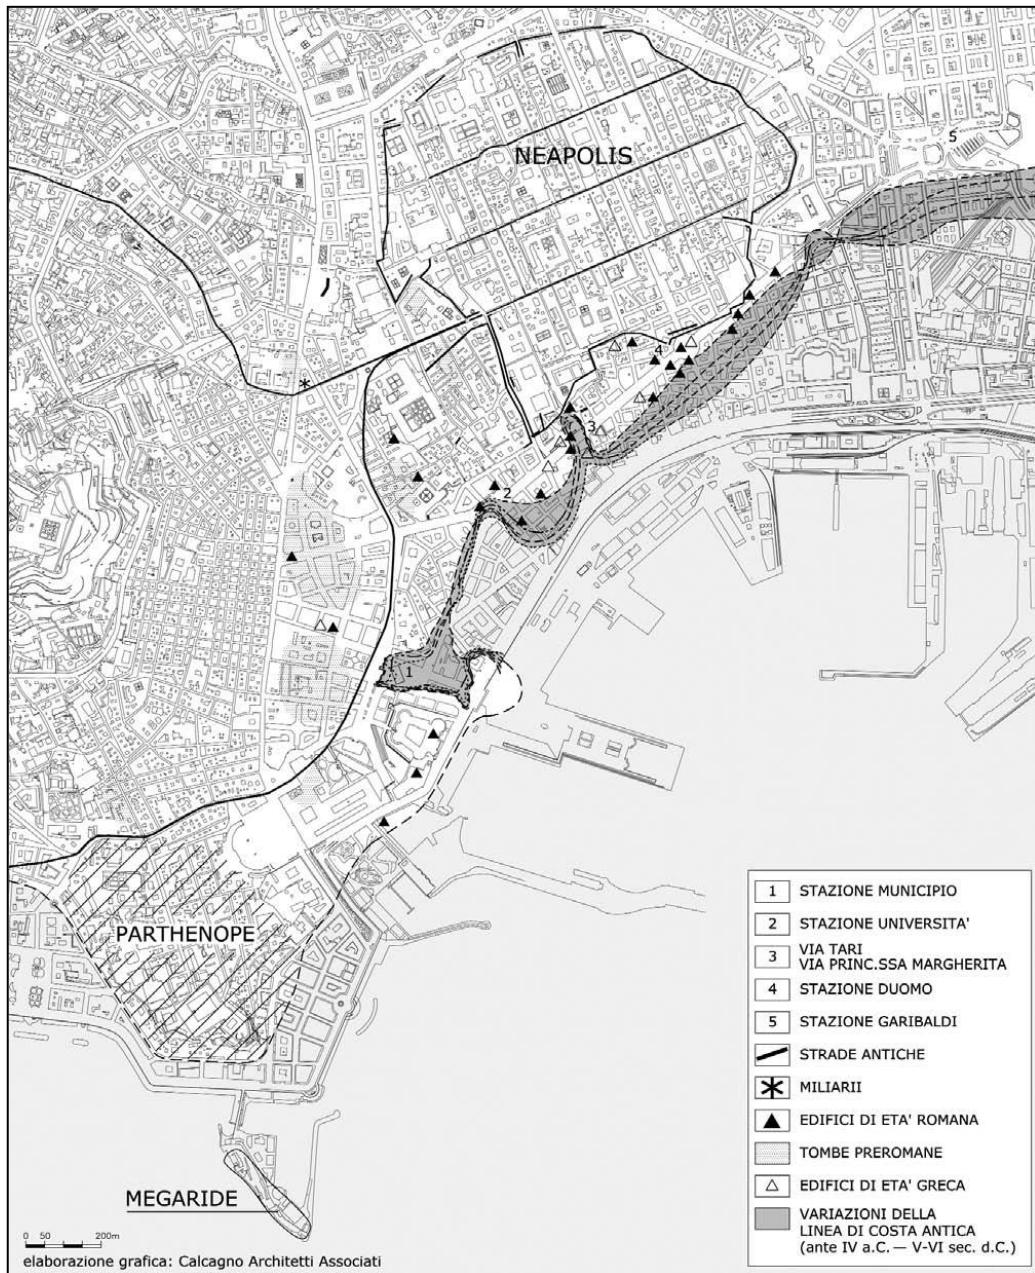 NEAPOLIS
5
4
3
2
1
PARTHENOPE
MEGARIDE
0 50 200m
elaborazione grafica: Calcagno Architetti Associati
1 STAZIONE MUNICIPIO
2 STAZIONE UNIVERSITA'
3 VIA TARI
VIA PRINC.SSA MARGHERITA
4 STAZIONE DUOMO
5 STAZIONE GARIBALDI
STRADE ANTICHE
MILIARII
EDIFICI DI ETA' ROMANA
TOMBE PREROMANE
EDIFICI DI ETA' GRECA
VARIAZIONI DELLA
LINEA DI COSTA ANTICA
(ante IV a.C. — V-VI sec. d.C.)